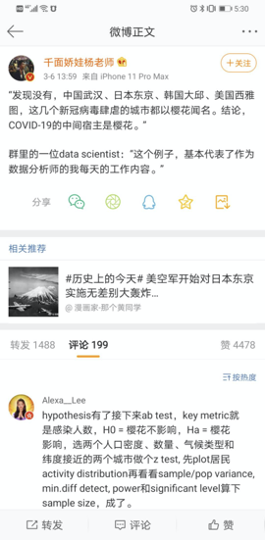 5:30
微博正文
千面娇娃杨老师
+关注
3-6 13:59 来自 iPhone 11 Pro Max
“发现没有，中国武汉、日本东京、韩国大邱、美国西雅
图，这几个新冠病毒肆虐的城市都以樱花闻名。结论，
COVID-19的中间宿主是樱花。”
群里的一位data scientist：“这个例子，基本代表了作为
数据分析师的我每天的工作内容。”
分享
相关推荐
#历史上的今天# 美空军开始对日本东京
实施无差别大轰炸...
@ 漫画家-那个黄同学
转发 1488 评论 199 赞 4478
按热度
Alexa__Lee
hypothesis有了接下来ab test，key metric就
是感染人数，H0 = 樱花不影响，Ha = 樱花
影响，选两个人口密度、数量、气候类型和
纬度接近的两个城市做个z test, 先plot居民
activity distribution再看看sample/pop variance,
min.diff detect, power和significant level算下
sample size，成了。
转发 评论 赞